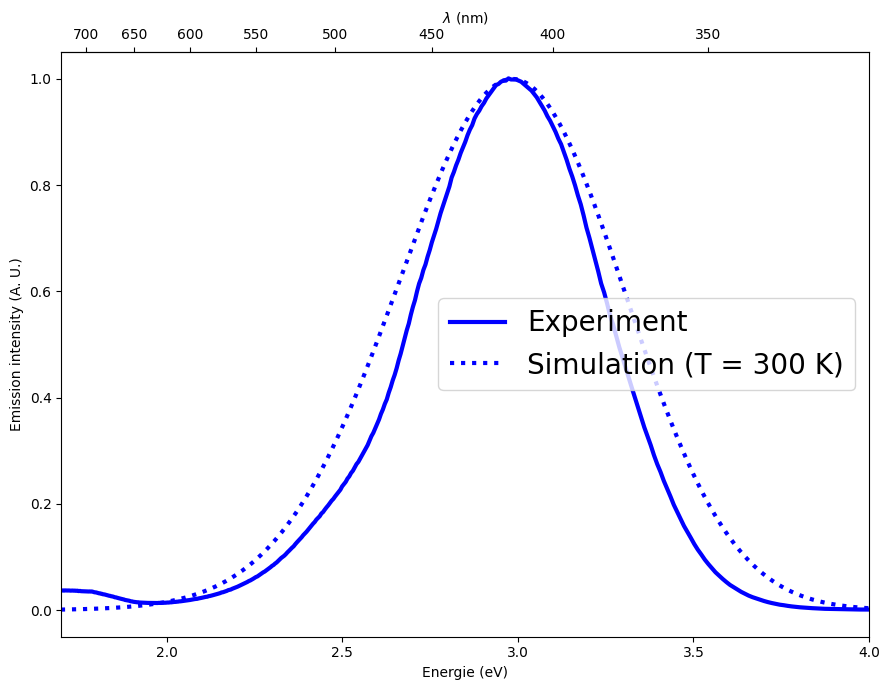 λ (nm)
700 650 600 550 500 450 400 350
1.0
0.8
0.6
0.4
0.2
0.0
Emission intensity (A. U.)
Experiment
Simulation (T = 300 K)
2.0 2.5 3.0 3.5 4.0
Energie (eV)